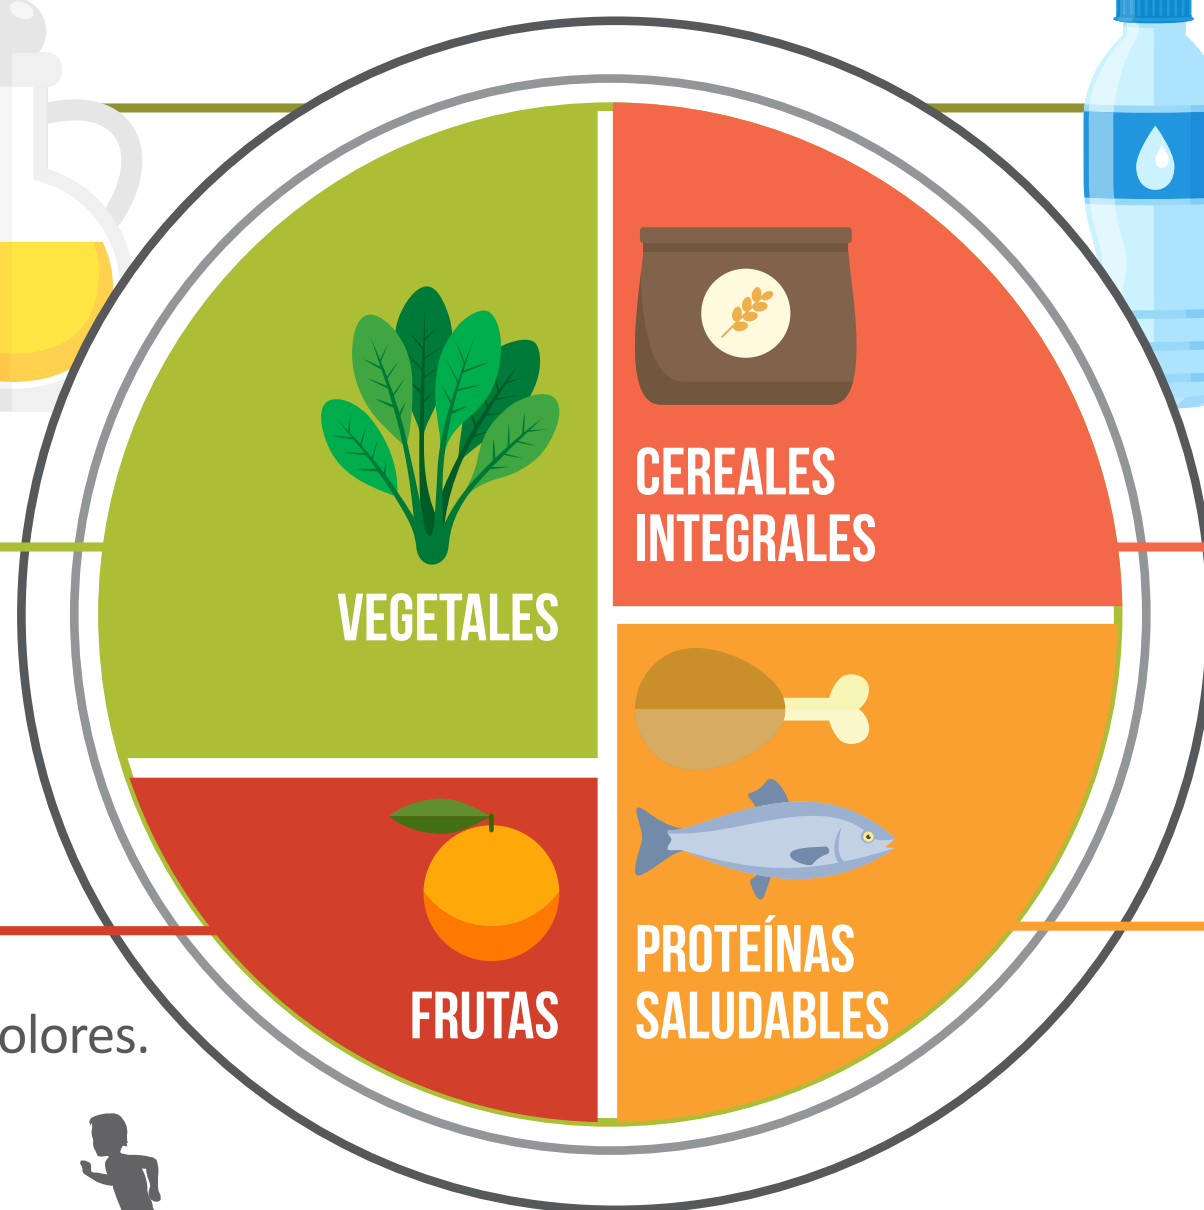 VEGETALES
CEREALES
INTEGRALES
FRUTAS
PROTEÍNAS
SALUDABLES
olores.